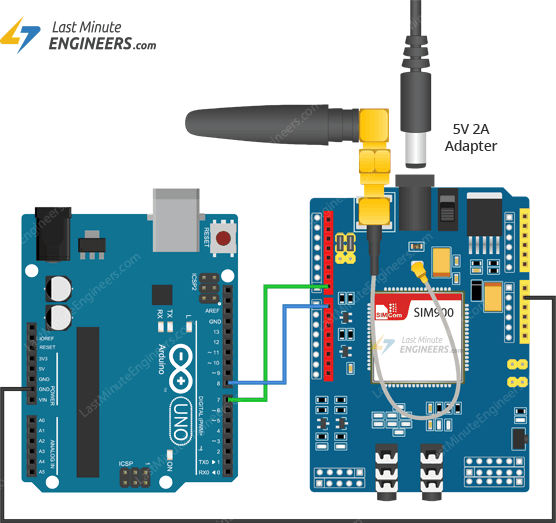 Last Minute
ENGINEERS.com
5V 2A
Adapter
RESET
ICSP2
AREF
GND
13
12
~11
~10
~9
8
7
~6
~5
4
~3
2
TX0 1
RX0 0
DIGITAL (PWM~)
L
TX
RX
Arduino
UNO
ON
ICSP
1
IOREF
RESET
3V3
5V
GND
GND
VIN
POWER
A0
A1
A2
A3
A4
A5
ANALOG IN
SIMCom
SIM900
Last Minute
ENGINEERS.com
LastMinuteEngineers.com